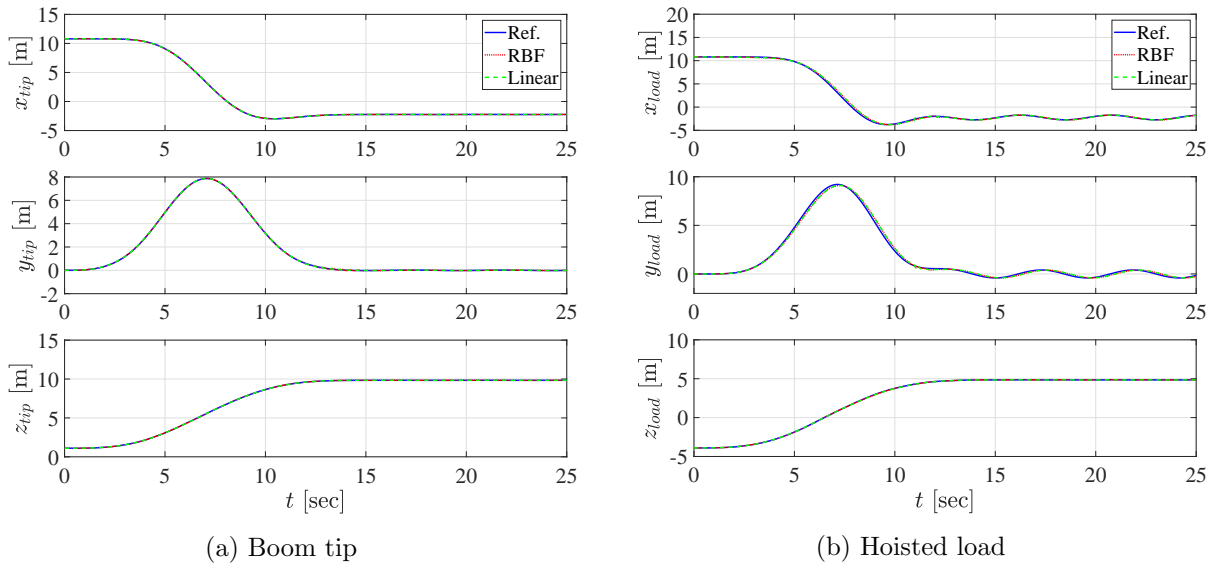 15
10
5
0
-5
x_tip [m]
0 5 10 15 20 25
Ref.
RBF
Linear
8
6
4
2
0
-2
y_tip [m]
0 5 10 15 20 25
15
10
5
0
z_tip [m]
0 5 10 15 20 25
t [sec]
(a) Boom tip
20
15
10
5
0
-5
x_load [m]
0 5 10 15 20 25
Ref.
RBF
Linear
10
5
0
y_load [m]
0 5 10 15 20 25
10
5
0
-5
z_load [m]
0 5 10 15 20 25
t [sec]
(b) Hoisted load